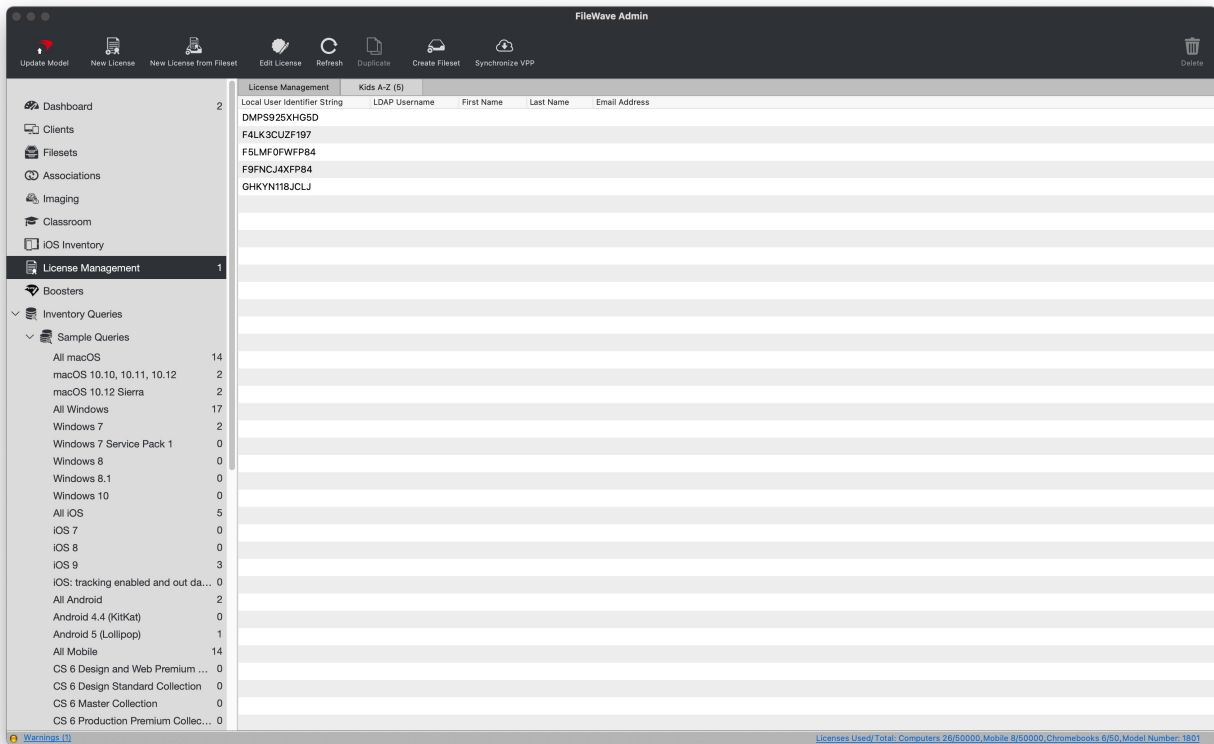 FileWave Admin
Update Model
New License
New License from Fileset
Edit License
Refresh
Duplicate
Create Fileset
Synchronize VPP
Delete
Dashboard 2
Clients
Filesets
Associations
Imaging
Classroom
iOS Inventory
License Management 1
Boosters
Inventory Queries
Sample Queries
All macOS 14
macOS 10.10, 10.11, 10.12 2
macOS 10.12 Sierra 2
All Windows 17
Windows 7 2
Windows 7 Service Pack 1 0
Windows 8 0
Windows 8.1 0
Windows 10 0
All iOS 5
iOS 7 0
iOS 8 0
iOS 9 3
iOS: tracking enabled and out da... 0
All Android 2
Android 4.4 (KitKat) 0
Android 5 (Lollipop) 1
All Mobile 14
CS 6 Design and Web Premium ... 0
CS 6 Design Standard Collection 0
CS 6 Master Collection 0
CS 6 Production Premium Collec... 0
License Management
Kids A-Z (5)
Local User Identifier String LDAP Username First Name Last Name Email Address
DMPS925XHG5D
F4LK3CUZF197
F5LMF0FWFP84
F9FNCJ4XFP84
GHKYN118JCLJ
Warnings (1)
Licenses Used/Total: Computers 26/50000,Mobile 8/50000,Chromebooks 6/50,Model Number: 1801